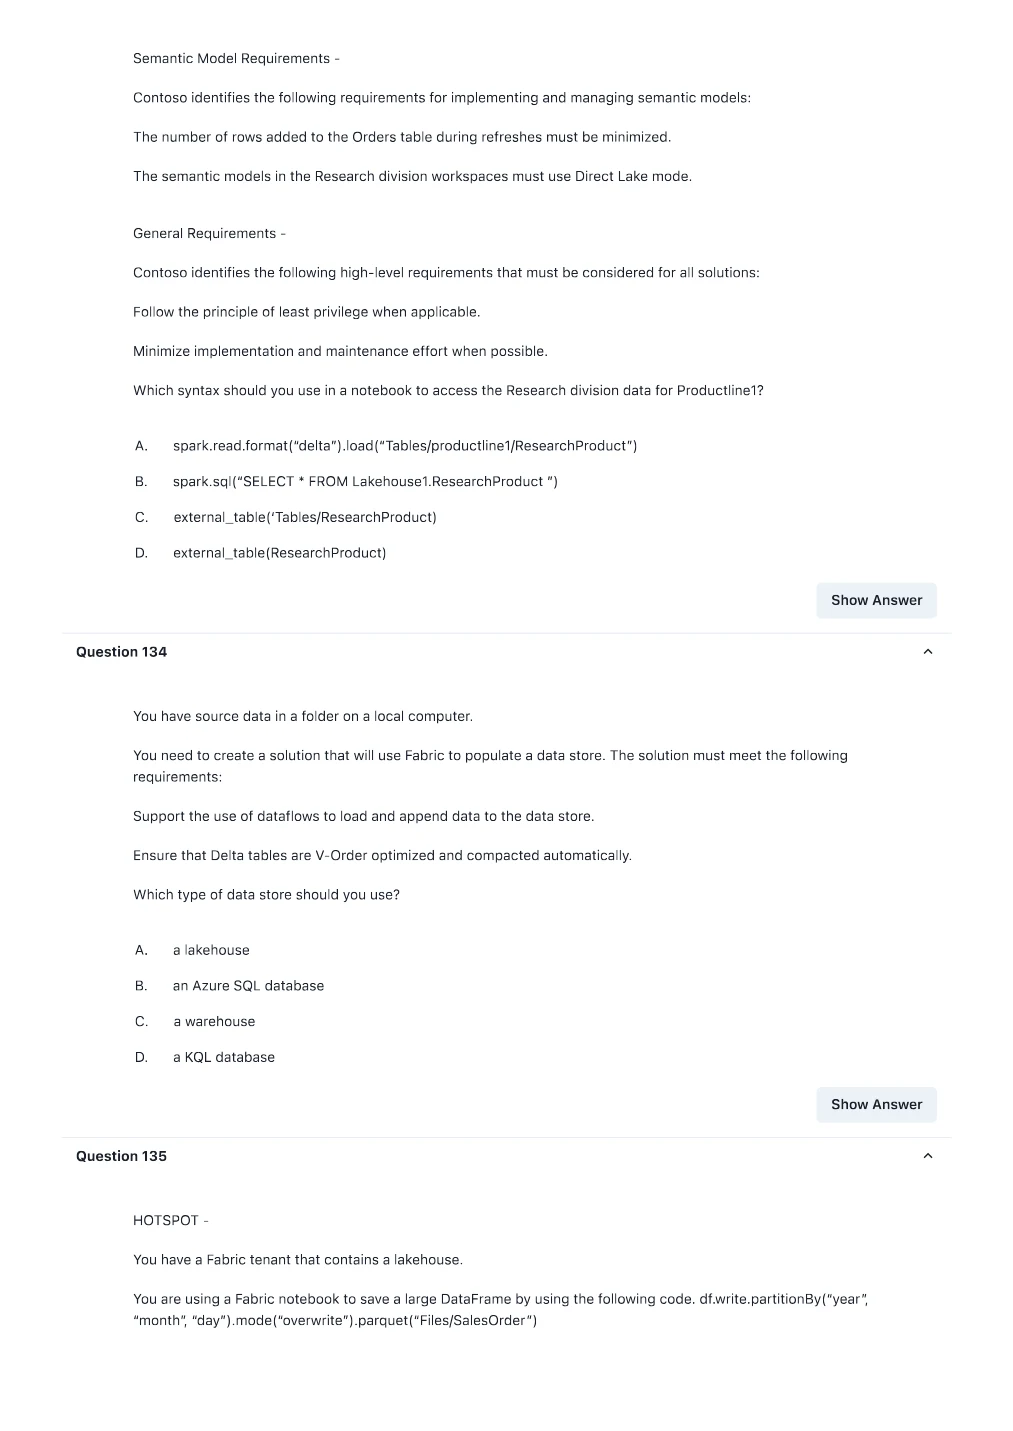 Semantic Model Requirements -
Contoso identifies the following requirements for implementing and managing semantic models:
The number of rows added to the Orders table during refreshes must be minimized.
The semantic models in the Research division workspaces must use Direct Lake mode.
General Requirements -
Contoso identifies the following high-level requirements that must be considered for all solutions:
Follow the principle of least privilege when applicable.
Minimize implementation and maintenance effort when possible.
Which syntax should you use in a notebook to access the Research division data for Productline1?
A. spark.read.format(“delta”).load(“Tables/productline1/ResearchProduct”)
B. spark.sql(“SELECT * FROM Lakehouse1.ResearchProduct ”)
C. external_table(‘Tables/ResearchProduct)
D. external_table(ResearchProduct)
Show Answer
Question 134
You have source data in a folder on a local computer.
You need to create a solution that will use Fabric to populate a data store. The solution must meet the following
requirements:
Support the use of dataflows to load and append data to the data store.
Ensure that Delta tables are V-Order optimized and compacted automatically.
Which type of data store should you use?
A. a lakehouse
B. an Azure SQL database
C. a warehouse
D. a KQL database
Show Answer
Question 135
HOTSPOT -
You have a Fabric tenant that contains a lakehouse.
You are using a Fabric notebook to save a large DataFrame by using the following code. df.write.partitionBy(“year”,
“month”, “day”).mode(“overwrite”).parquet(“Files/SalesOrder”)